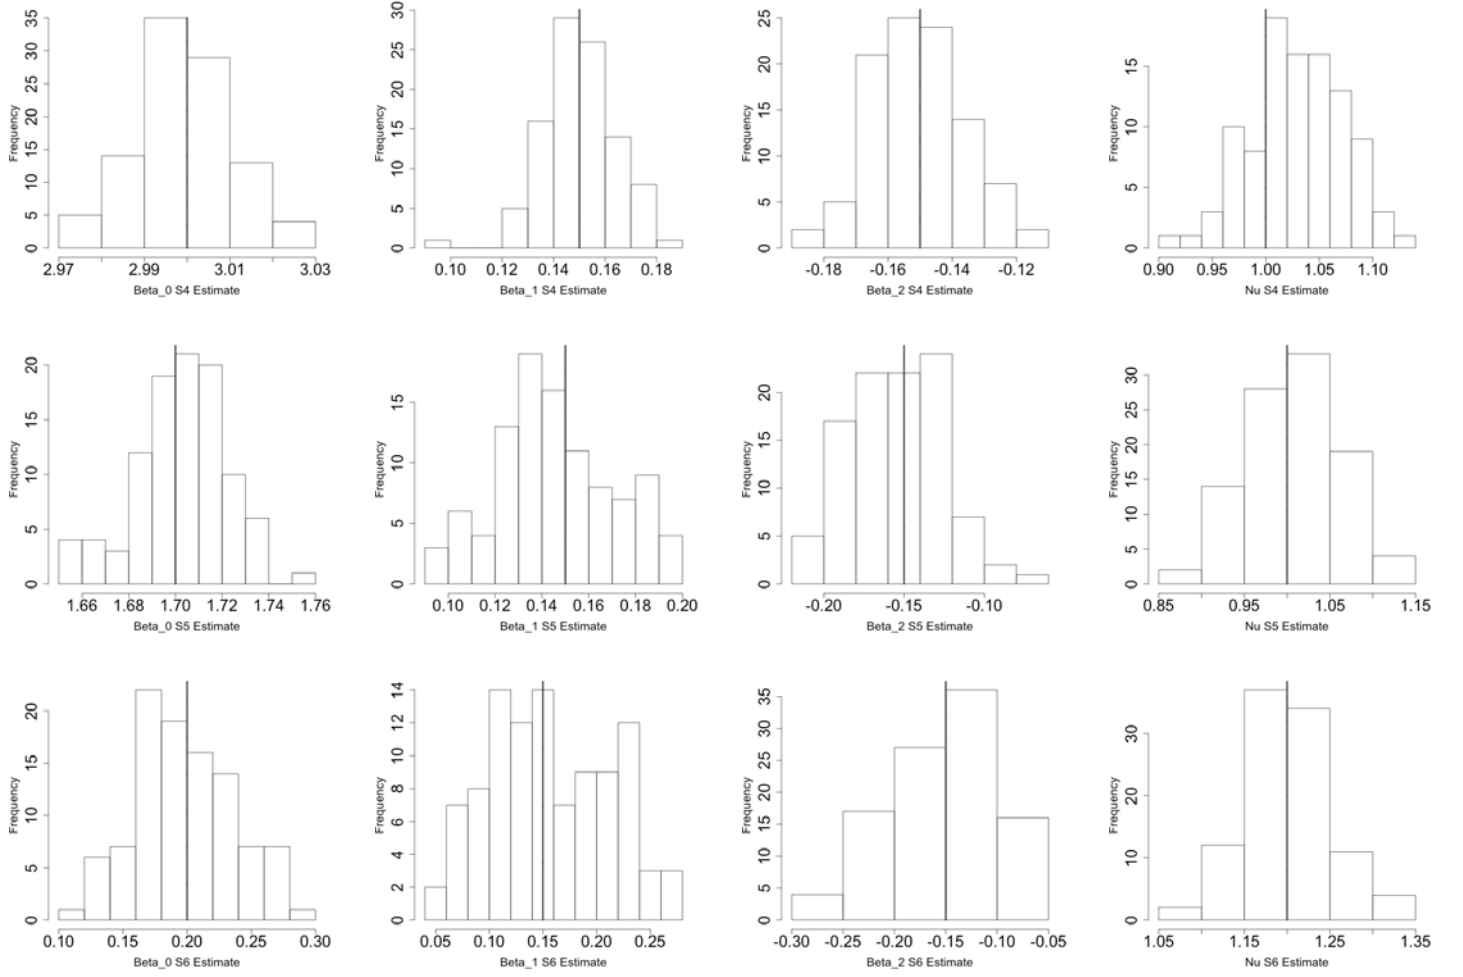 Frequency
0 5 10 15 20 25 30 35
2.97 2.99 3.01 3.03
Beta_0 S4 Estimate
Frequency
0 5 10 15 20 25 30
0.10 0.12 0.14 0.16 0.18
Beta_1 S4 Estimate
Frequency
0 5 10 15 20 25
-0.18 -0.16 -0.14 -0.12
Beta_2 S4 Estimate
Frequency
0 5 10 15
0.90 0.95 1.00 1.05 1.10
Nu S4 Estimate
Frequency
0 5 10 15 20
1.66 1.68 1.70 1.72 1.74 1.76
Beta_0 S5 Estimate
Frequency
0 5 10 15
0.10 0.12 0.14 0.16 0.18 0.20
Beta_1 S5 Estimate
Frequency
0 5 10 15 20
-0.20 -0.15 -0.10
Beta_2 S5 Estimate
Frequency
0 5 10 15 20 25 30
0.85 0.95 1.05 1.15
Nu S5 Estimate
Frequency
0 5 10 15 20
0.10 0.15 0.20 0.25 0.30
Beta_0 S6 Estimate
Frequency
0 2 4 6 8 10 12 14
0.05 0.10 0.15 0.20 0.25
Beta_1 S6 Estimate
Frequency
0 5 10 15 20 25 30 35
-0.30 -0.25 -0.20 -0.15 -0.10 -0.05
Beta_2 S6 Estimate
Frequency
0 10 20 30
1.05 1.15 1.25 1.35
Nu S6 Estimate